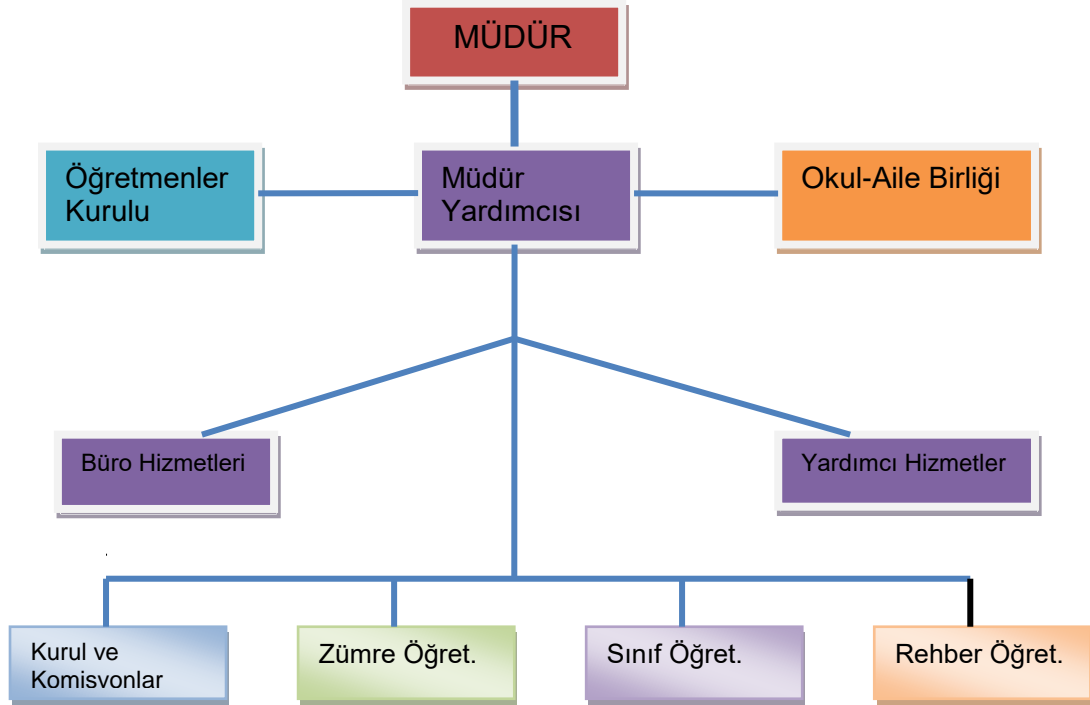 MÜDÜR
Öğretmenler
Kurulu
Müdür
Yardımcısı
Okul-Aile Birliği
Büro Hizmetleri
Yardımcı Hizmetler
Kurul ve
Komisvonlar
Zümre Öğret.
Sınıf Öğret.
Rehber Öğret.